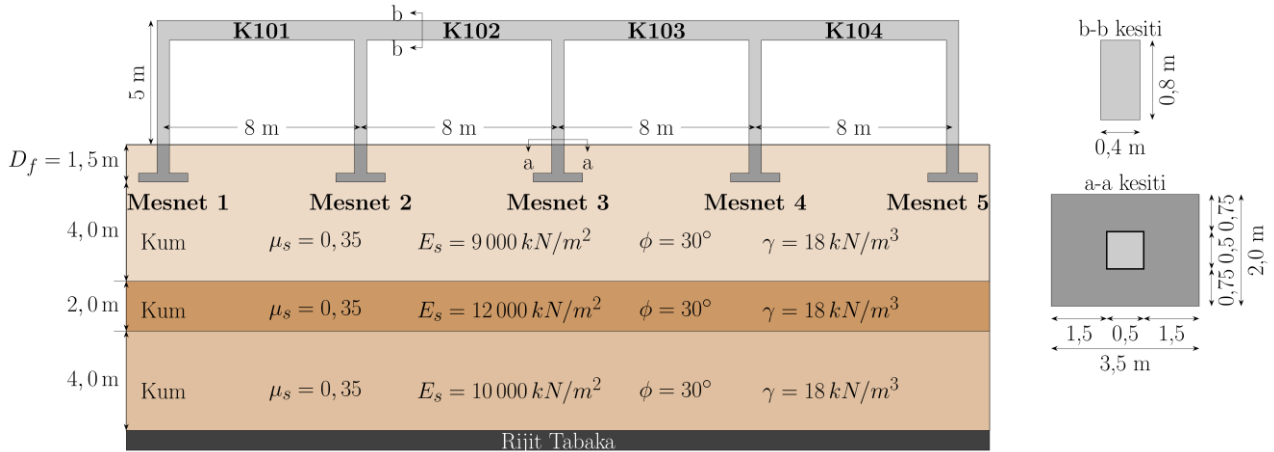 b
b
K101 K102 K103 K104
5 m
8 m 8 m 8 m 8 m
D_f = 1,5 m
a a
Mesnet 1 Mesnet 2 Mesnet 3 Mesnet 4 Mesnet 5
4,0 m
Kum μ_s = 0,35 E_s = 9 000 kN/m² φ = 30° γ = 18 kN/m³
2,0 m
Kum μ_s = 0,35 E_s = 12 000 kN/m² φ = 30° γ = 18 kN/m³
4,0 m
Kum μ_s = 0,35 E_s = 10 000 kN/m² φ = 30° γ = 18 kN/m³
Rijit Tabaka
b-b kesiti
0,8 m
0,4 m
a-a kesiti
0,75
0,5
0,75
2,0 m
1,5 0,5 1,5
3,5 m